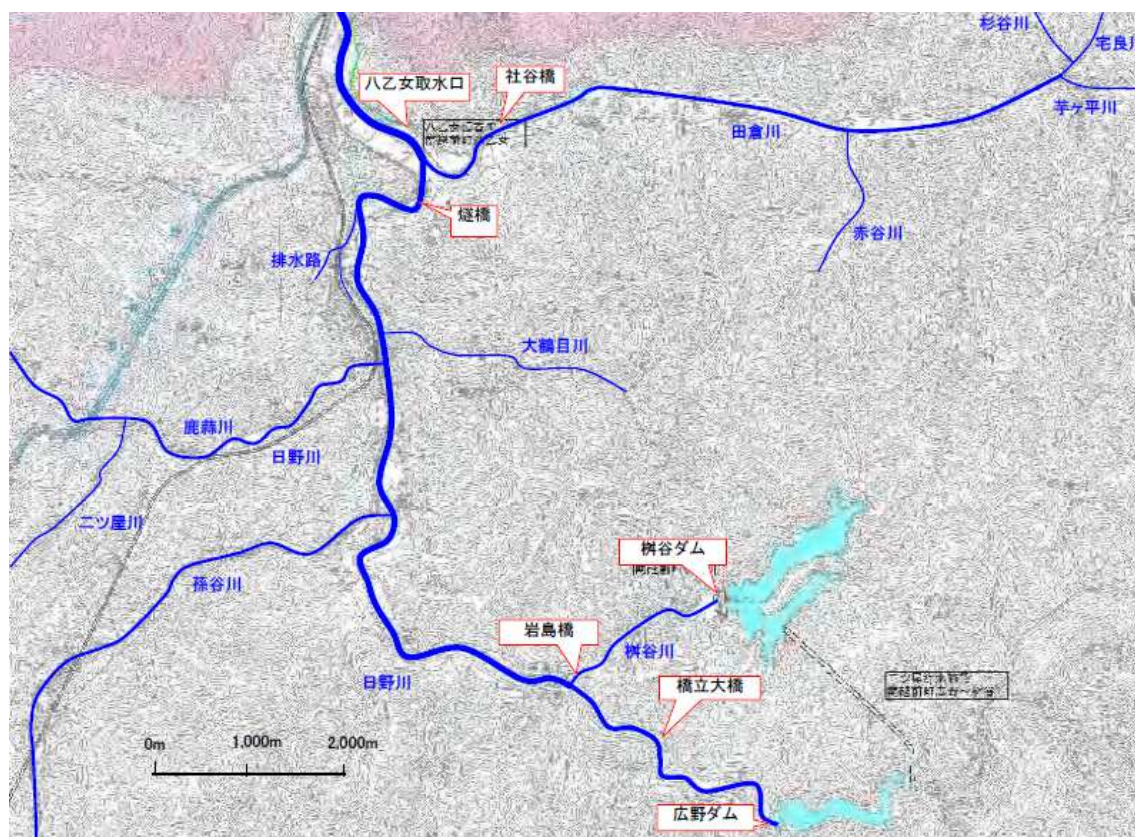 杉谷川
宅良川
社谷橋
八乙女取水口
芋ヶ平川
田倉川
燧橋
赤谷川
排水路
大鶴目川
鹿蒜川
日野川
二ツ屋川
桝谷ダム
孫谷川
岩島橋
桝谷川
日野川
橋立大橋
0m 1,000m 2,000m
広野ダム